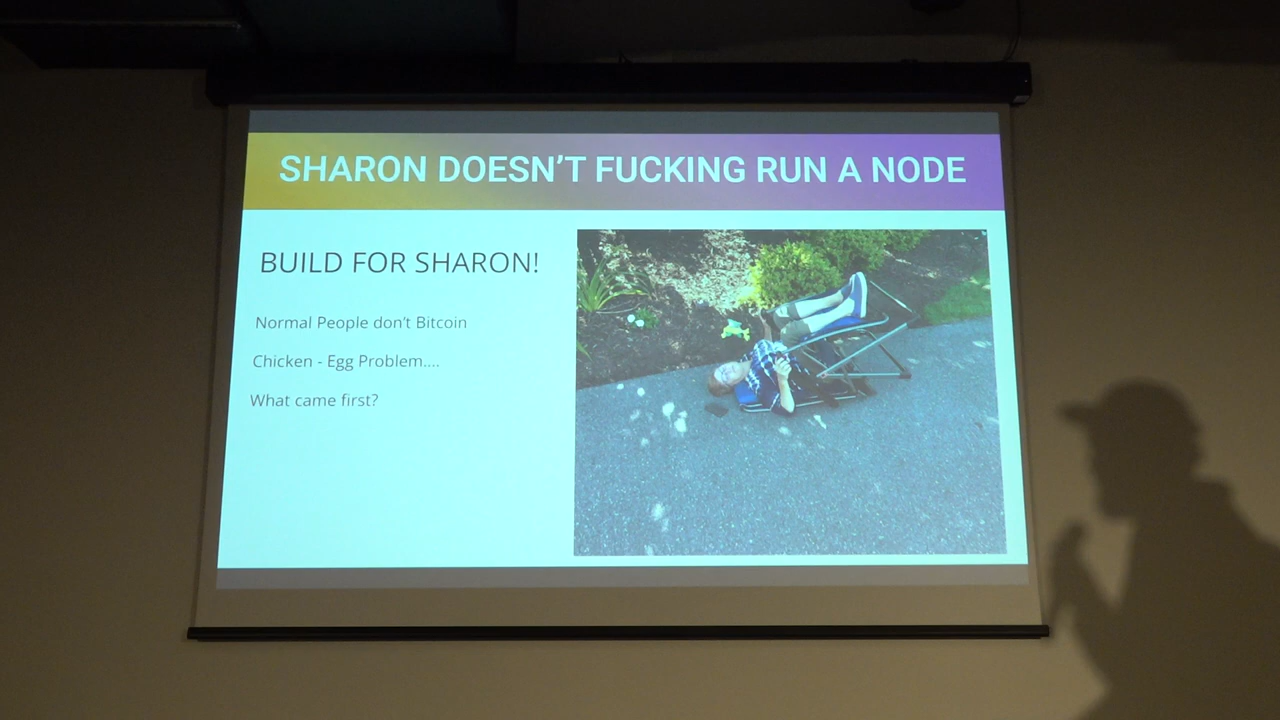 SHARON DOESN'T FUCKING RUN A NODE
BUILD FOR SHARON!
Normal People don't Bitcoin
Chicken - Egg Problem....
What came first?